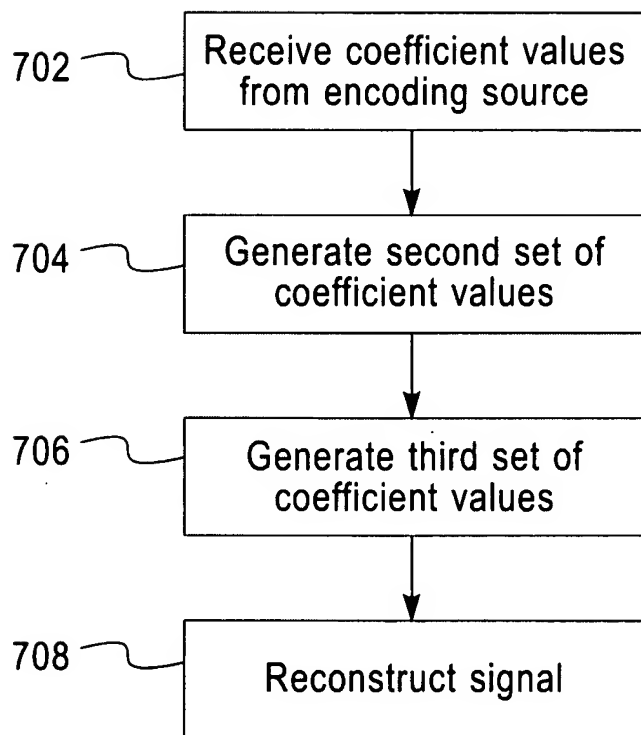 702
Receive coefficient values
from encoding source
704
Generate second set of
coefficient values
706
Generate third set of
coefficient values
708
Reconstruct signal